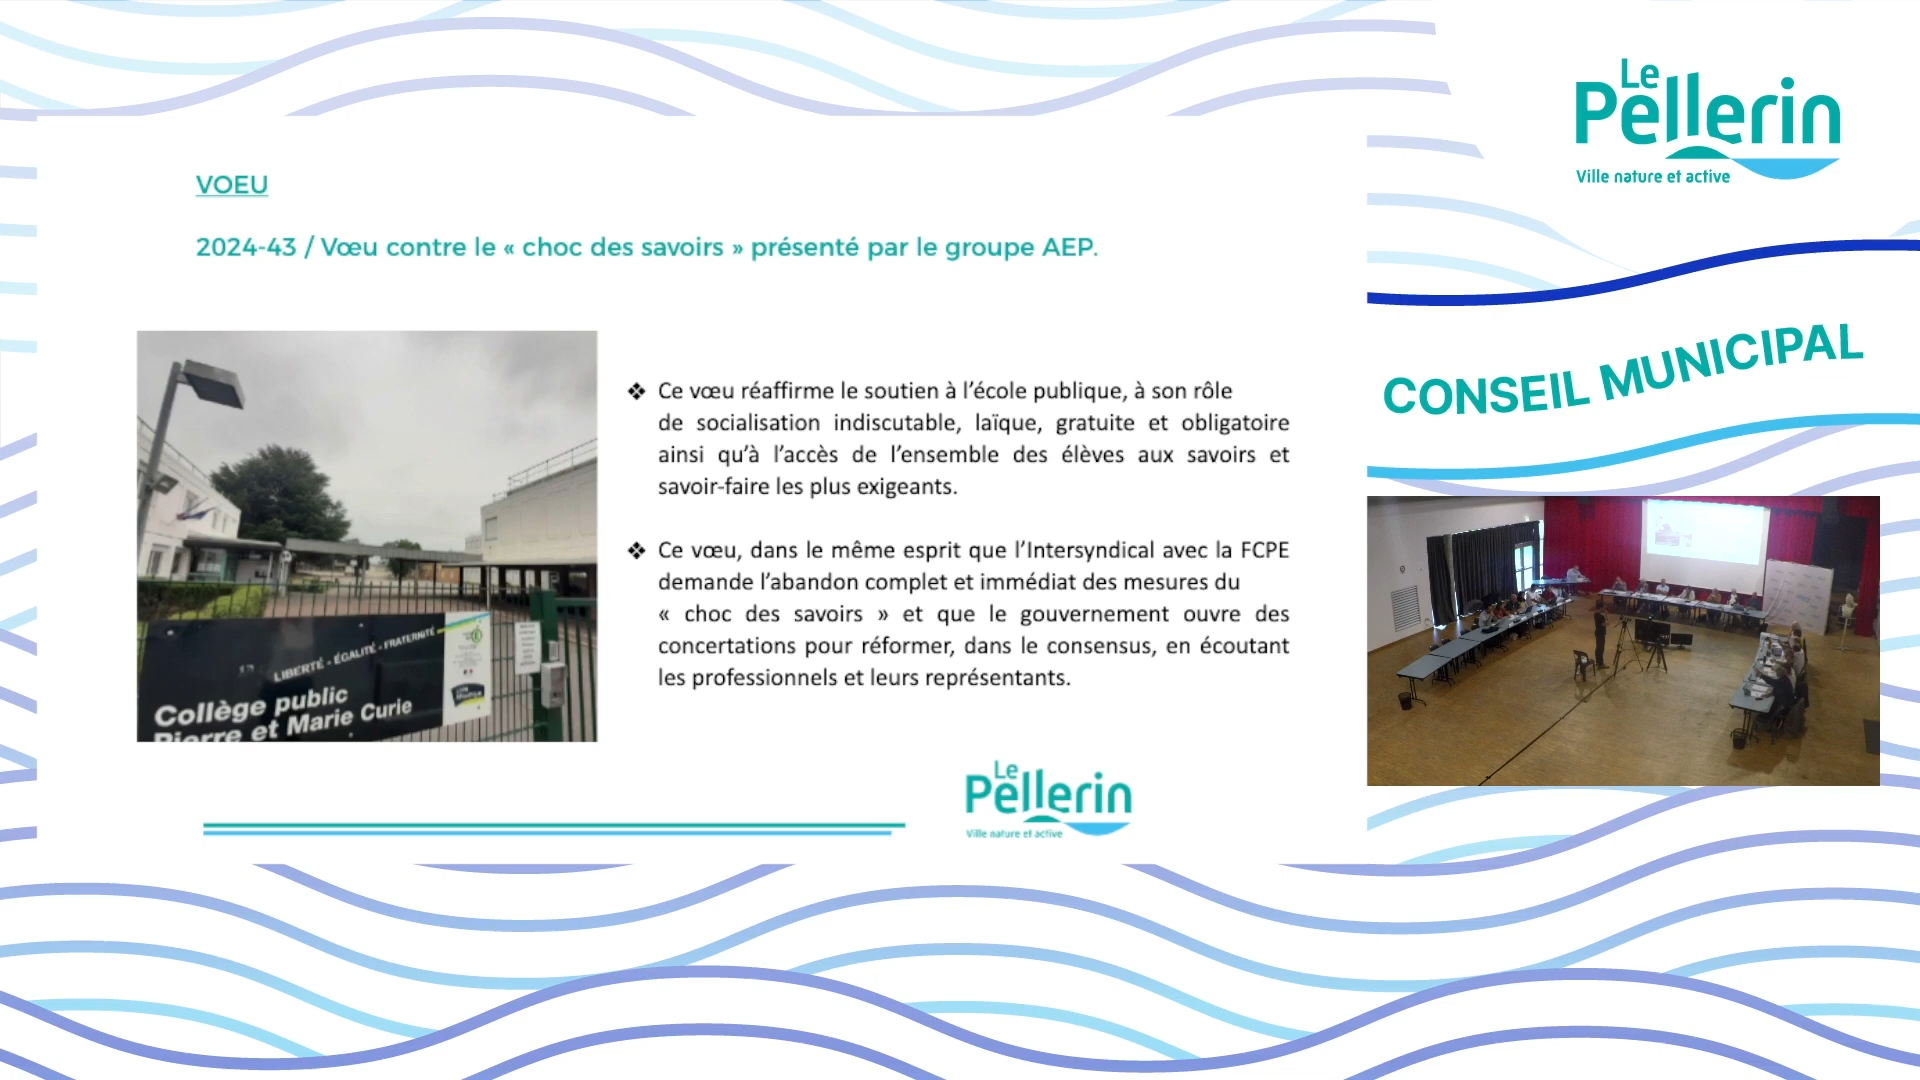 VOEU
2024-43 / Vœu contre le « choc des savoirs » présenté par le groupe AEP.
LIBERTÉ - ÉGALITÉ - FRATERNITÉ
Collège public
Pierre et Marie Curie
❖ Ce vœu réaffirme le soutien à l’école publique, à son rôle
de socialisation indiscutable, laïque, gratuite et obligatoire
ainsi qu’à l’accès de l’ensemble des élèves aux savoirs et
savoir-faire les plus exigeants.
❖ Ce vœu, dans le même esprit que l’Intersyndical avec la FCPE
demande l’abandon complet et immédiat des mesures du
« choc des savoirs » et que le gouvernement ouvre des
concertations pour réformer, dans le consensus, en écoutant
les professionnels et leurs représentants.
Le
Pellerin
Ville nature et active
Le
Pellerin
Ville nature et active
CONSEIL MUNICIPAL